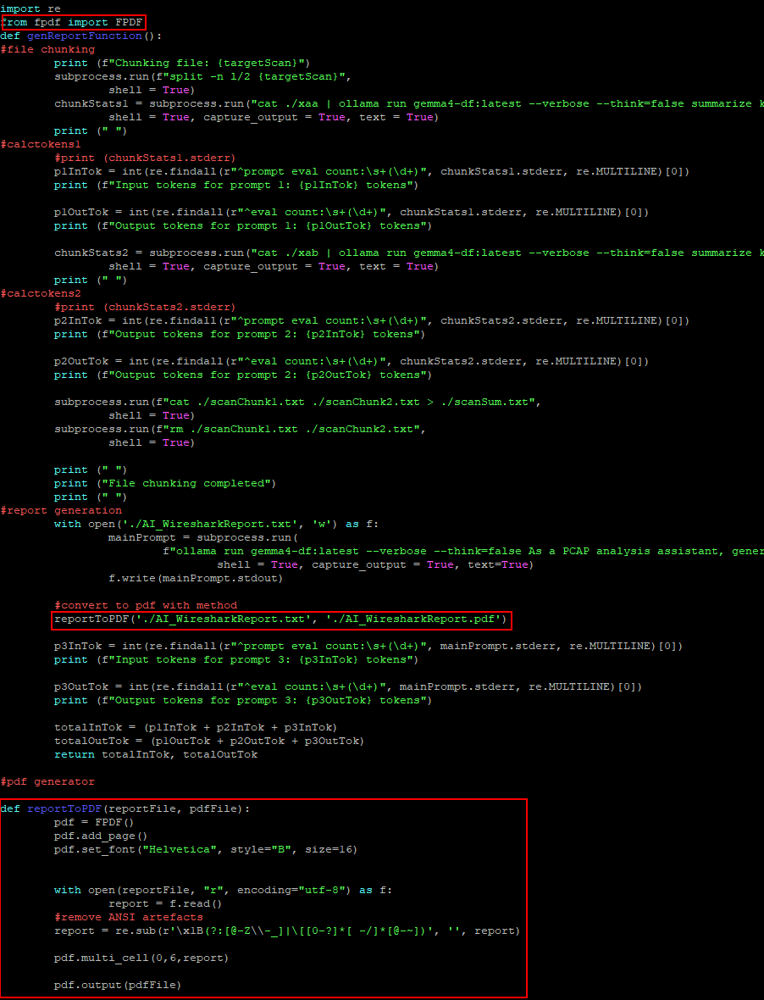 import re
from fpdf import FPDF
def genReportFunction():
#file chunking
        print (f"Chunking file: {targetScan}")
        subprocess.run(f"split -n l/2 {targetScan}",
                shell = True)
        chunkStats1 = subprocess.run("cat ./xaa | ollama run gemma4-df:latest --verbose --think=false summarize k
                shell = True, capture_output = True, text = True)
        print (" ")
#calctokens1
        #print (chunkStats1.stderr)
        p1InTok = int(re.findall(r"^prompt eval count:\s+(\d+)", chunkStats1.stderr, re.MULTILINE)[0])
        print (f"Input tokens for prompt 1: {p1InTok} tokens")

        p1OutTok = int(re.findall(r"^eval count:\s+(\d+)", chunkStats1.stderr, re.MULTILINE)[0])
        print (f"Output tokens for prompt 1: {p1OutTok} tokens")

        chunkStats2 = subprocess.run("cat ./xab | ollama run gemma4-df:latest --verbose --think=false summarize k
                shell = True, capture_output = True, text = True)
        print (" ")
#calctokens2
        #print (chunkStats2.stderr)
        p2InTok = int(re.findall(r"^prompt eval count:\s+(\d+)", chunkStats2.stderr, re.MULTILINE)[0])
        print (f"Output tokens for prompt 2: {p2InTok} tokens")

        p2OutTok = int(re.findall(r"^eval count:\s+(\d+)", chunkStats2.stderr, re.MULTILINE)[0])
        print (f"Output tokens for prompt 2: {p2OutTok} tokens")

        subprocess.run(f"cat ./scanChunk1.txt ./scanChunk2.txt > ./scanSum.txt",
                shell = True)
        subprocess.run(f"rm ./scanChunk1.txt ./scanChunk2.txt",
                shell = True)

        print (" ")
        print ("File chunking completed")
        print (" ")
#report generation
        with open('./AI_WiresharkReport.txt', 'w') as f:
                mainPrompt = subprocess.run(
                        f"ollama run gemma4-df:latest --verbose --think=false As a PCAP analysis assistant, gener
                                shell = True, capture_output = True, text=True)
                f.write(mainPrompt.stdout)

        #convert to pdf with method
        reportToPDF('./AI_WiresharkReport.txt', './AI_WiresharkReport.pdf')

        p3InTok = int(re.findall(r"^prompt eval count:\s+(\d+)", mainPrompt.stderr, re.MULTILINE)[0])
        print (f"Input tokens for prompt 3: {p3InTok} tokens")

        p3OutTok = int(re.findall(r"^eval count:\s+(\d+)", mainPrompt.stderr, re.MULTILINE)[0])
        print (f"Output tokens for prompt 3: {p3OutTok} tokens")

        totalInTok = (p1InTok + p2InTok + p3InTok)
        totalOutTok = (p1OutTok + p2OutTok + p3OutTok)
        return totalInTok, totalOutTok

#pdf generator

def reportToPDF(reportFile, pdfFile):
        pdf = FPDF()
        pdf.add_page()
        pdf.set_font("Helvetica", style="B", size=16)

        with open(reportFile, "r", encoding="utf-8") as f:
                report = f.read()
        #remove ANSI artefacts
        report = re.sub(r'\x1B(?:[@-Z\\-_]|\[[0-?]*[ -/]*[@-~])', '', report)

        pdf.multi_cell(0,6,report)

        pdf.output(pdfFile)